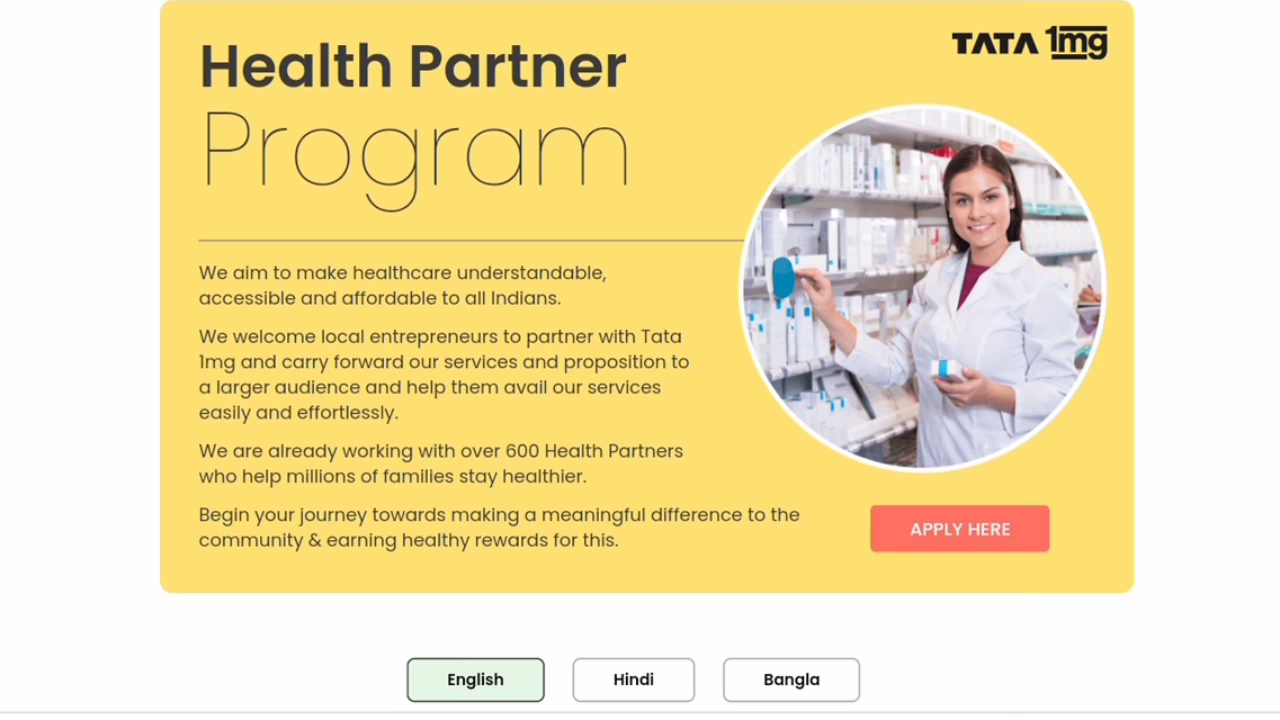 TATA 1mg
Health Partner
Program
We aim to make healthcare understandable,
accessible and affordable to all Indians.
We welcome local entrepreneurs to partner with Tata
1mg and carry forward our services and proposition to
a larger audience and help them avail our services
easily and effortlessly.
We are already working with over 600 Health Partners
who help millions of families stay healthier.
Begin your journey towards making a meaningful difference to the
community & earning healthy rewards for this.
APPLY HERE
English
Hindi
Bangla